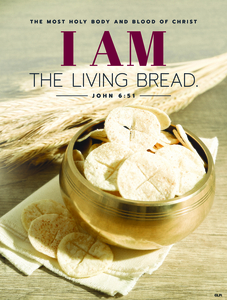 THE MOST HOLY BODY AND BLOOD OF CHRIST
I AM
THE LIVING BREAD.
JOHN 6:51